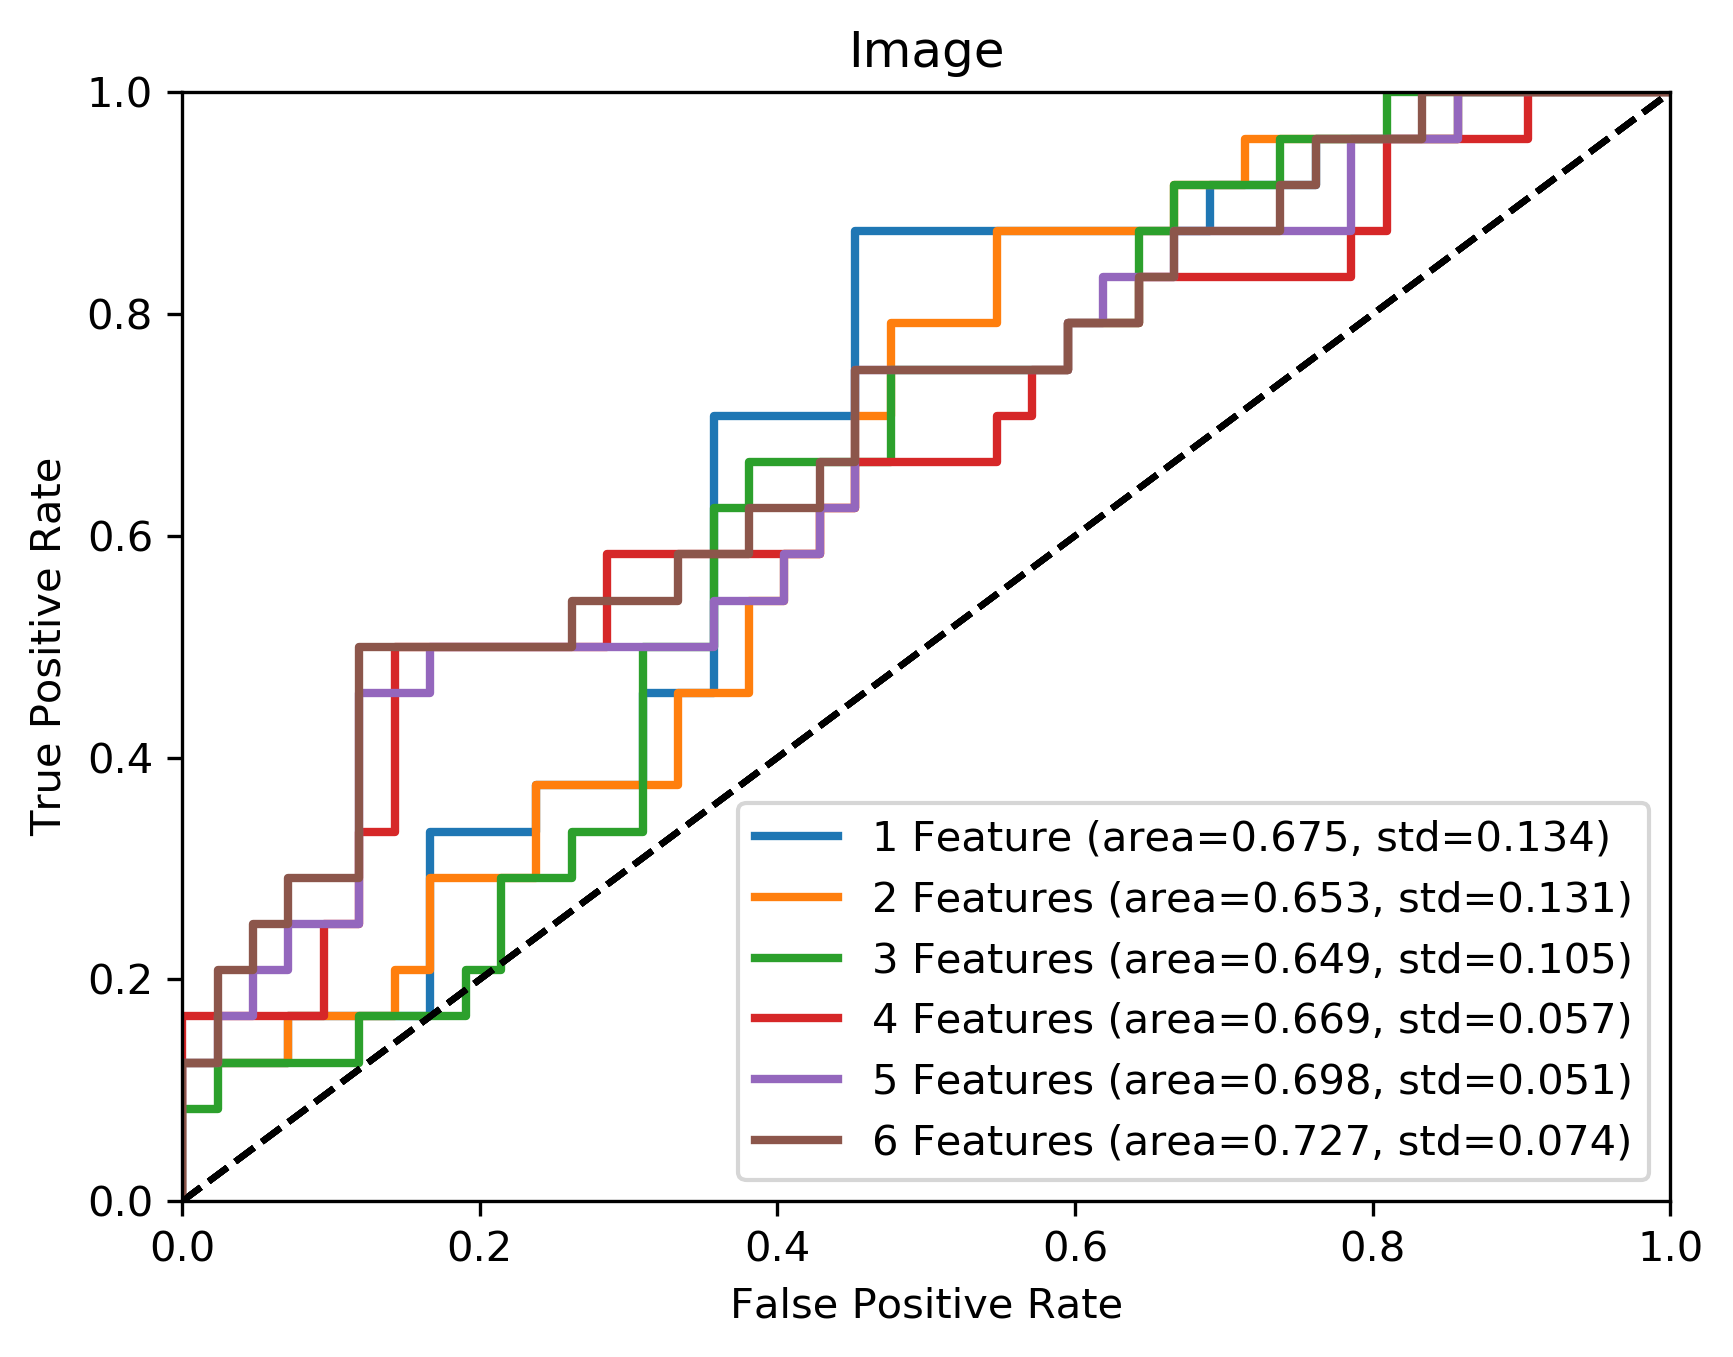 Image
1.0
0.8
0.6
0.4
0.2
0.0
True Positive Rate
1 Feature (area=0.675, std=0.134)
2 Features (area=0.653, std=0.131)
3 Features (area=0.649, std=0.105)
4 Features (area=0.669, std=0.057)
5 Features (area=0.698, std=0.051)
6 Features (area=0.727, std=0.074)
0.0 0.2 0.4 0.6 0.8 1.0
False Positive Rate